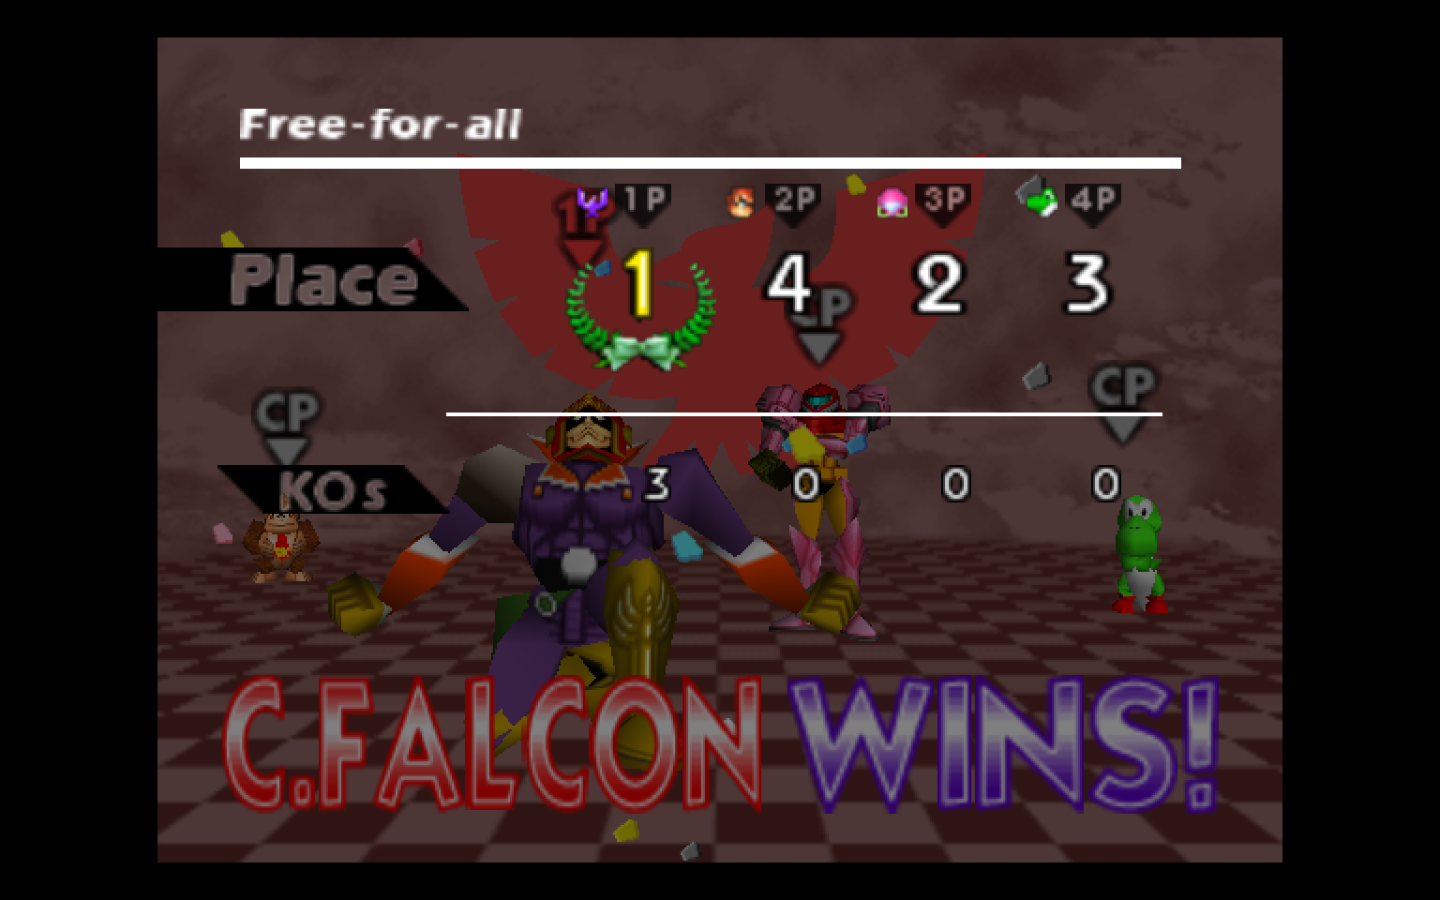 Free-for-all
1P 2P 3P 4P
1P
Place 1 4 2 3
CP
CP CP
KOs 3 0 0 0
C.FALCON WINS!